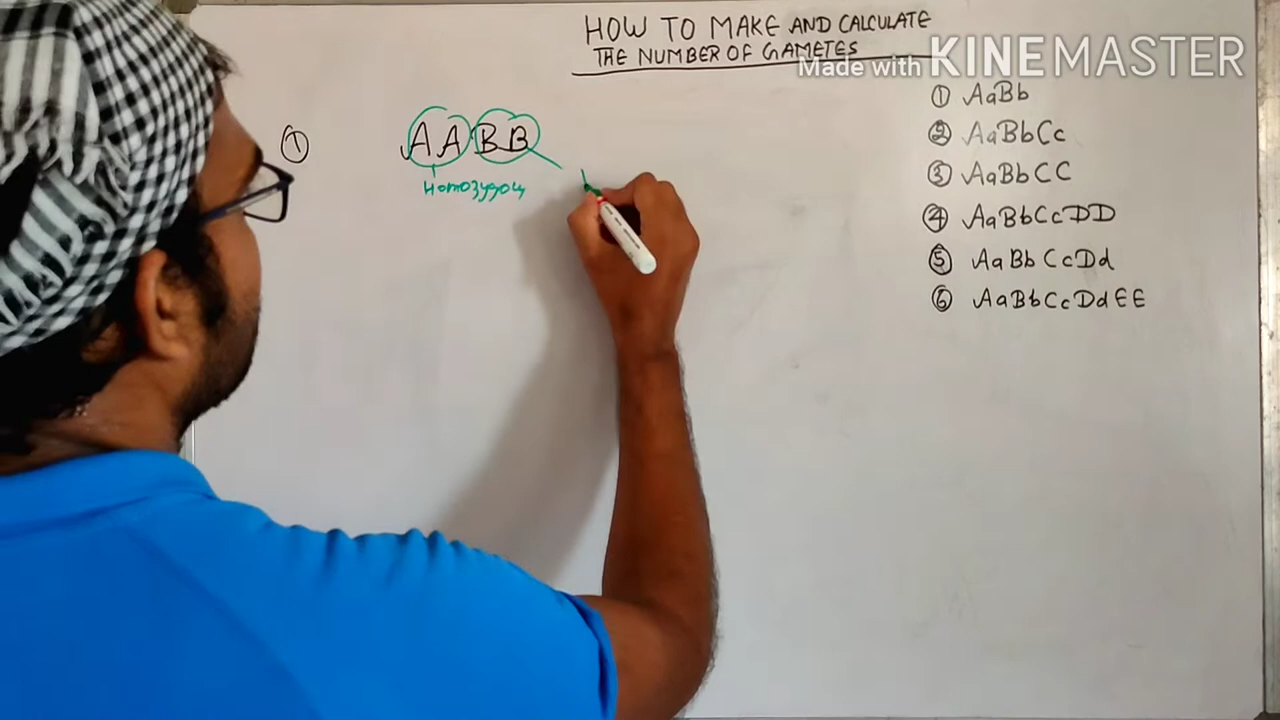 HOW TO MAKE AND CALCULATE
THE NUMBER OF GAMETES
Made with KINEMASTER
① AaBb
② AaBbCc
③ AaBbCC
④ AaBbCcDD
⑤ AaBbCcDd
⑥ AaBbCcDdEE
① AABB
Homozygous